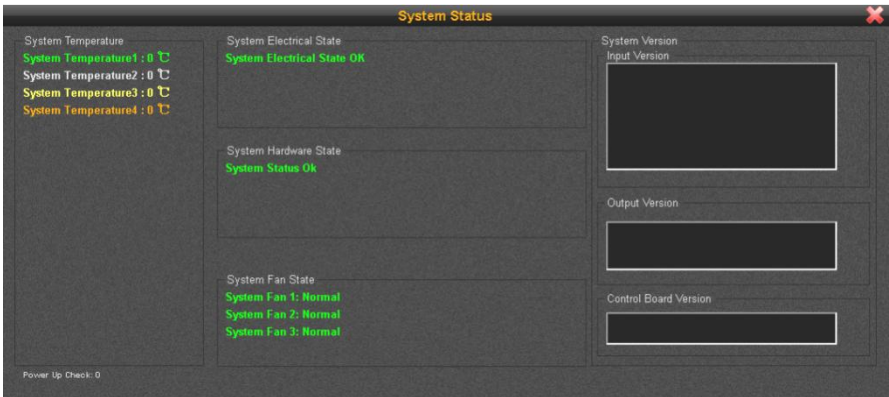 System Status
System Temperature
System Temperature1 : 0 ℃
System Temperature2 : 0 ℃
System Temperature3 : 0 ℃
System Temperature4 : 0 ℃
System Electrical State
System Electrical State OK
System Hardware State
System Status Ok
System Fan State
System Fan 1: Normal
System Fan 2: Normal
System Fan 3: Normal
System Version
Input Version
Output Version
Control Board Version
Power Up Check: 0